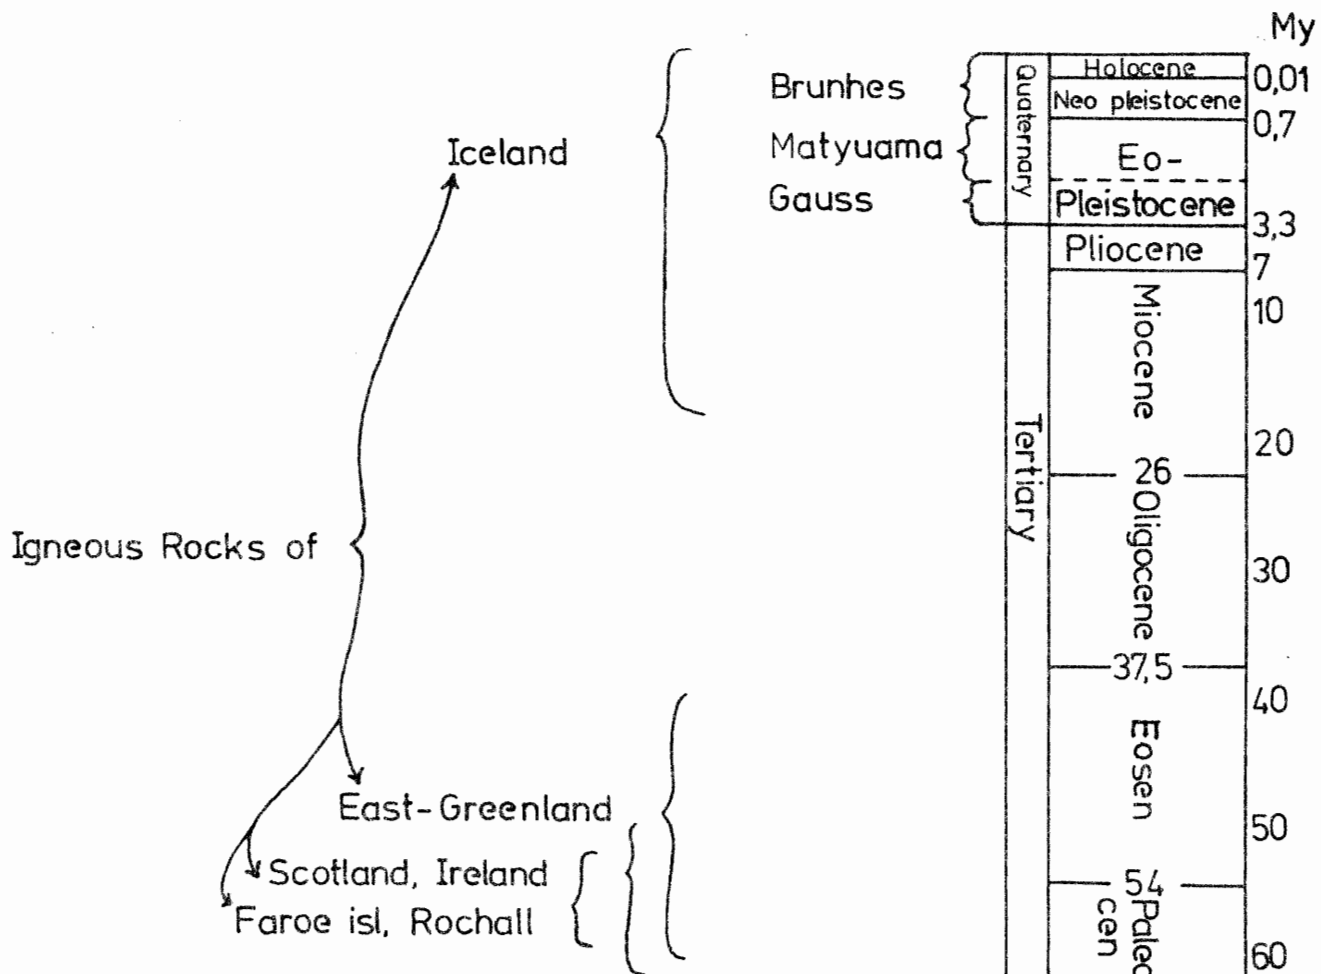 My
Holocene
0,01
Brunhes
Neo pleistocene
0,7
Quaternary
Iceland
Matyuama
Eo-
Gauss
Pleistocene
3,3
Pliocene
7
Miocene
10
Tertiary
20
26
Oligocene
Igneous Rocks of
30
37,5
40
Eosen
East-Greenland
50
Scotland, Ireland
54
Faroe isl, Rochall
Paleo
cen
60